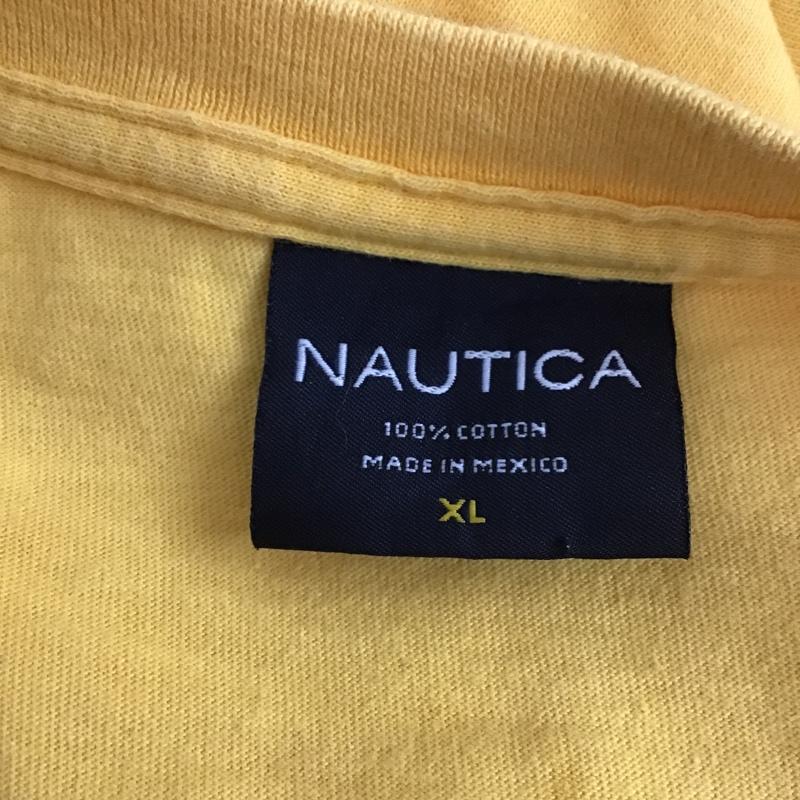 NAUTICA
100% COTTON
MADE IN MEXICO
XL